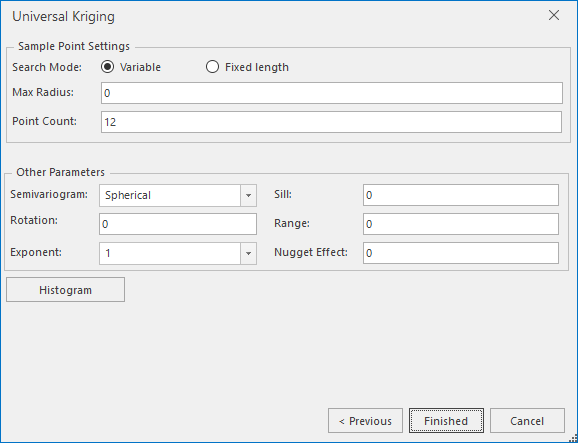 Universal Kriging
Sample Point Settings
Search Mode: Variable Fixed length
Max Radius: 0
Point Count: 12
Other Parameters
Semivariogram: Spherical Sill: 0
Rotation: 0 Range: 0
Exponent: 1 Nugget Effect: 0
Histogram
< Previous Finished Cancel